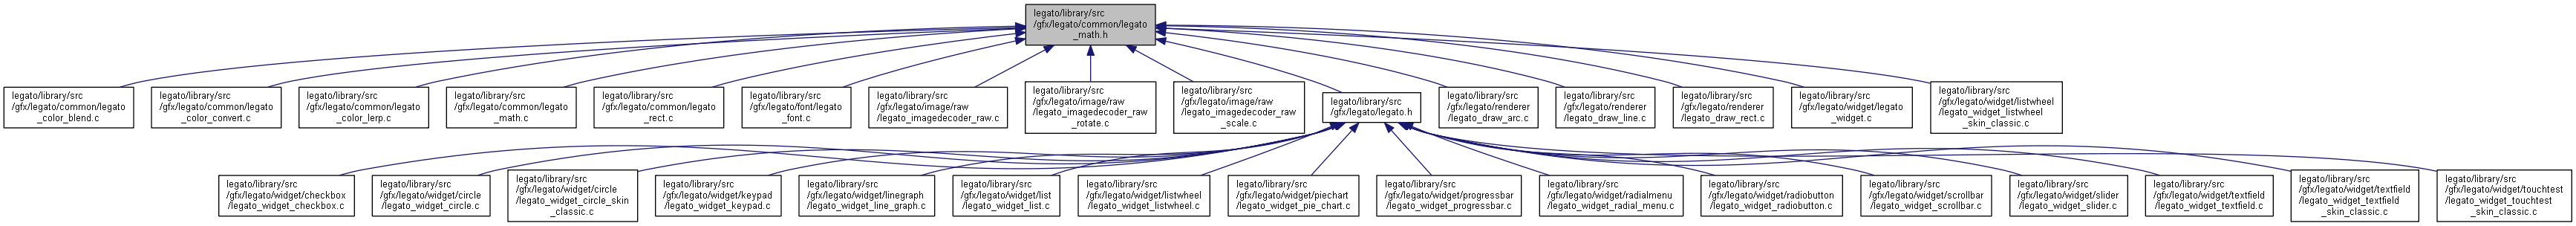 legato/library/src
/gfx/legato/common/legato
_math.h
legato/library/src
/gfx/legato/common/legato
_color_blend.c
legato/library/src
/gfx/legato/common/legato
_color_convert.c
legato/library/src
/gfx/legato/common/legato
_color_lerp.c
legato/library/src
/gfx/legato/common/legato
_math.c
legato/library/src
/gfx/legato/common/legato
_rect.c
legato/library/src
/gfx/legato/font/legato
_font.c
legato/library/src
/gfx/legato/image/raw
/legato_imagedecoder_raw.c
legato/library/src
/gfx/legato/image/raw
/legato_imagedecoder_raw
_rotate.c
legato/library/src
/gfx/legato/image/raw
/legato_imagedecoder_raw
_scale.c
legato/library/src
/gfx/legato/legato.h
legato/library/src
/gfx/legato/renderer
/legato_draw_arc.c
legato/library/src
/gfx/legato/renderer
/legato_draw_line.c
legato/library/src
/gfx/legato/renderer
/legato_draw_rect.c
legato/library/src
/gfx/legato/widget/legato
_widget.c
legato/library/src
/gfx/legato/widget/listwheel
/legato_widget_listwheel
_skin_classic.c
legato/library/src
/gfx/legato/widget/checkbox
/legato_widget_checkbox.c
legato/library/src
/gfx/legato/widget/circle
/legato_widget_circle.c
legato/library/src
/gfx/legato/widget/circle
/legato_widget_circle_skin
_classic.c
legato/library/src
/gfx/legato/widget/keypad
/legato_widget_keypad.c
legato/library/src
/gfx/legato/widget/linegraph
/legato_widget_line_graph.c
legato/library/src
/gfx/legato/widget/list
/legato_widget_list.c
legato/library/src
/gfx/legato/widget/listwheel
/legato_widget_listwheel.c
legato/library/src
/gfx/legato/widget/piechart
/legato_widget_pie_chart.c
legato/library/src
/gfx/legato/widget/progressbar
/legato_widget_progressbar.c
legato/library/src
/gfx/legato/widget/radialmenu
/legato_widget_radial_menu.c
legato/library/src
/gfx/legato/widget/radiobutton
/legato_widget_radiobutton.c
legato/library/src
/gfx/legato/widget/scrollbar
/legato_widget_scrollbar.c
legato/library/src
/gfx/legato/widget/slider
/legato_widget_slider.c
legato/library/src
/gfx/legato/widget/textfield
/legato_widget_textfield.c
legato/library/src
/gfx/legato/widget/textfield
/legato_widget_textfield
_skin_classic.c
legato/library/src
/gfx/legato/widget/touchtest
/legato_widget_touchtest
_skin_classic.c